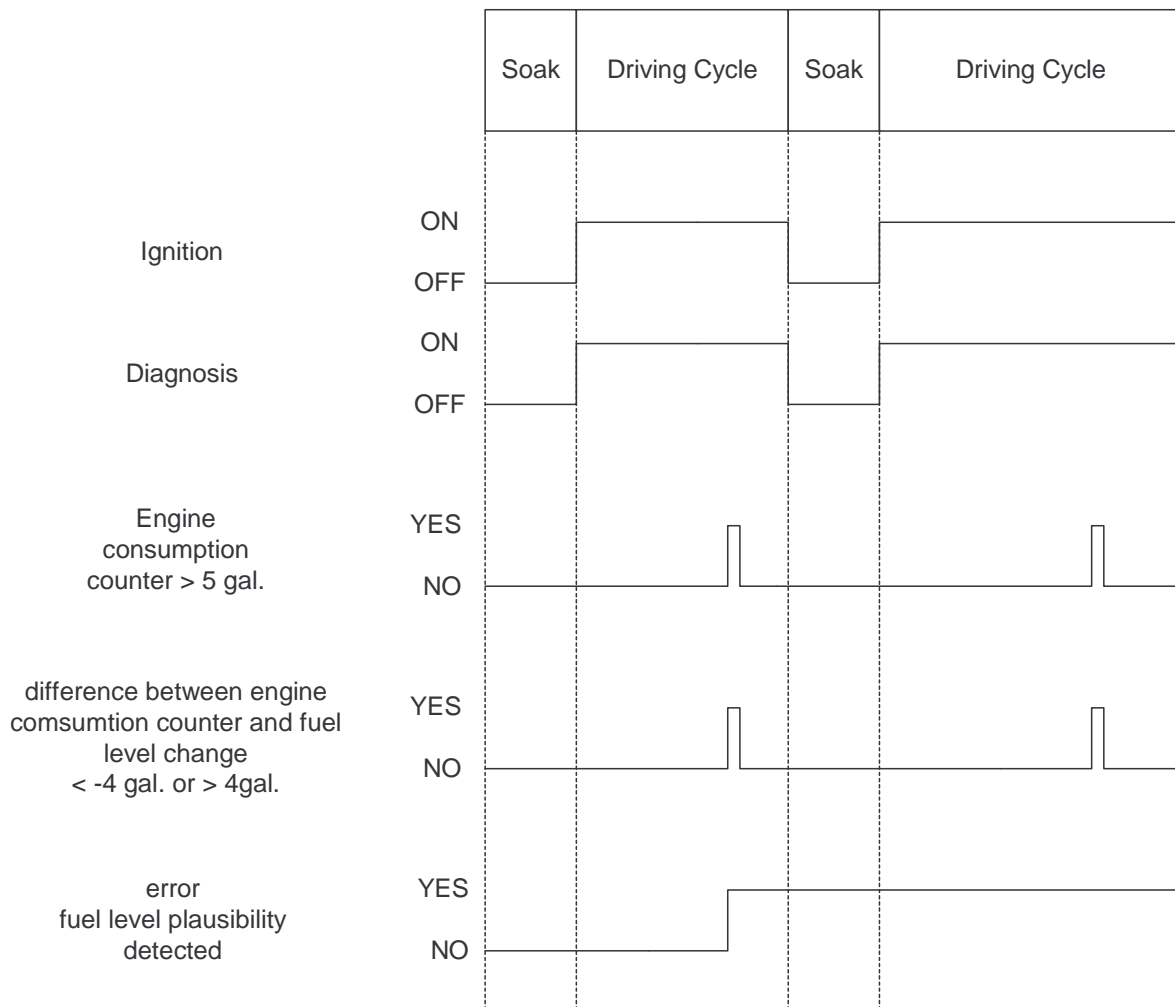 Soak
Driving Cycle
Soak
Driving Cycle
Ignition
ON
OFF
Diagnosis
ON
OFF
Engine
consumption
counter > 5 gal.
YES
NO
difference between engine
comsumtion counter and fuel
level change
< -4 gal. or > 4gal.
YES
NO
error
fuel level plausibility
detected
YES
NO